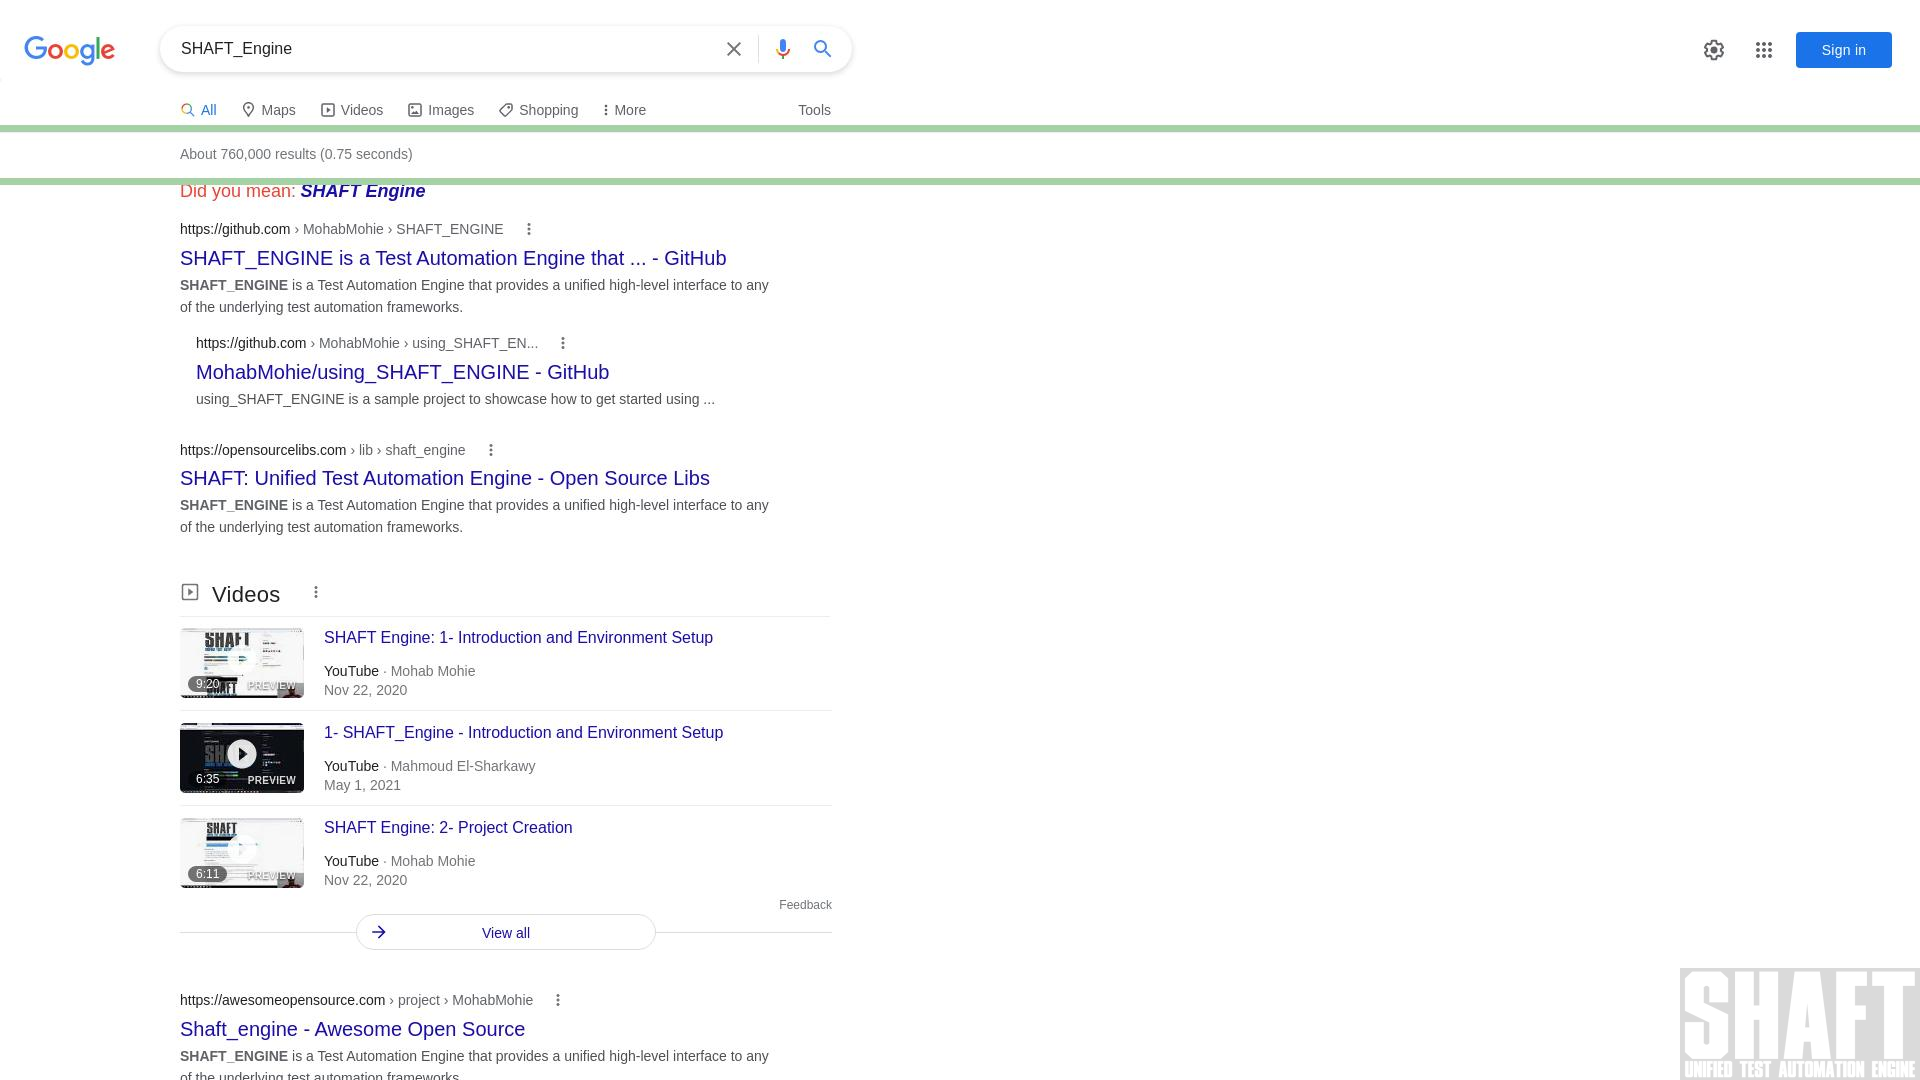 Google
SHAFT_Engine
Sign in
All
Maps
Videos
Images
Shopping
More
Tools
About 760,000 results (0.75 seconds)
Did you mean: SHAFT Engine
https://github.com › MohabMohie › SHAFT_ENGINE
SHAFT_ENGINE is a Test Automation Engine that ... - GitHub
SHAFT_ENGINE is a Test Automation Engine that provides a unified high-level interface to any
of the underlying test automation frameworks.
https://github.com › MohabMohie › using_SHAFT_EN...
MohabMohie/using_SHAFT_ENGINE - GitHub
using_SHAFT_ENGINE is a sample project to showcase how to get started using ...
https://opensourcelibs.com › lib › shaft_engine
SHAFT: Unified Test Automation Engine - Open Source Libs
SHAFT_ENGINE is a Test Automation Engine that provides a unified high-level interface to any
of the underlying test automation frameworks.
Videos
SHAFT
9:20
PREVIEW
SHAFT Engine: 1- Introduction and Environment Setup
YouTube · Mohab Mohie
Nov 22, 2020
6:35
PREVIEW
1- SHAFT_Engine - Introduction and Environment Setup
YouTube · Mahmoud El-Sharkawy
May 1, 2021
SHAFT
6:11
PREVIEW
SHAFT Engine: 2- Project Creation
YouTube · Mohab Mohie
Nov 22, 2020
Feedback
View all
https://awesomeopensource.com › project › MohabMohie
Shaft_engine - Awesome Open Source
SHAFT_ENGINE is a Test Automation Engine that provides a unified high-level interface to any
of the underlying test automation frameworks.
SHAFT
UNIFIED TEST AUTOMATION ENGINE